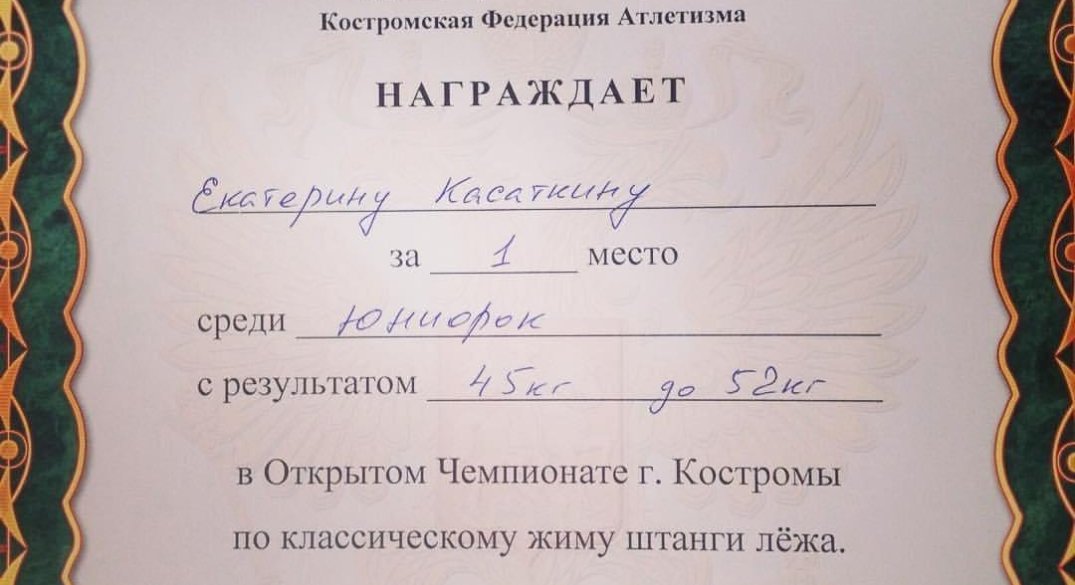 Костромская Федерация Атлетизма
НАГРАЖДАЕТ
Екатерину Касаткину
за 1 место
среди юниорок
с результатом 45кг до 52кг
в Открытом Чемпионате г. Костромы
по классическому жиму штанги лёжа.